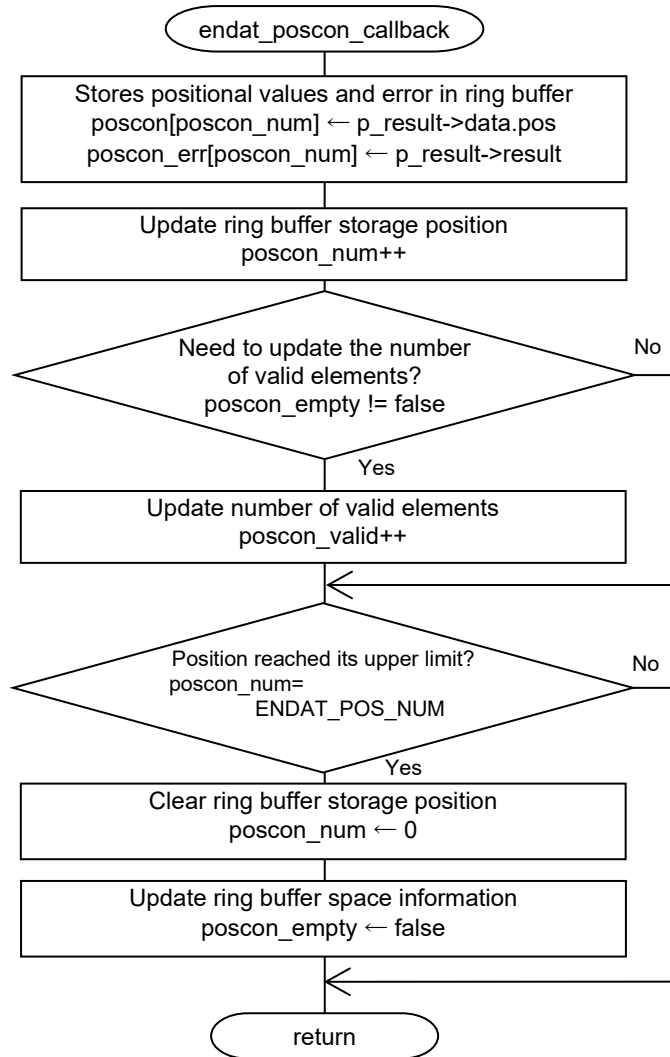 endat_poscon_callback
Stores positional values and error in ring buffer
poscon[poscon_num] ← p_result->data.pos
poscon_err[poscon_num] ← p_result->result
Update ring buffer storage position
poscon_num++
Need to update the number
of valid elements?
poscon_empty != false
No
Yes
Update number of valid elements
poscon_valid++
Position reached its upper limit?
poscon_num=
ENDAT_POS_NUM
No
Yes
Clear ring buffer storage position
poscon_num ← 0
Update ring buffer space information
poscon_empty ← false
return